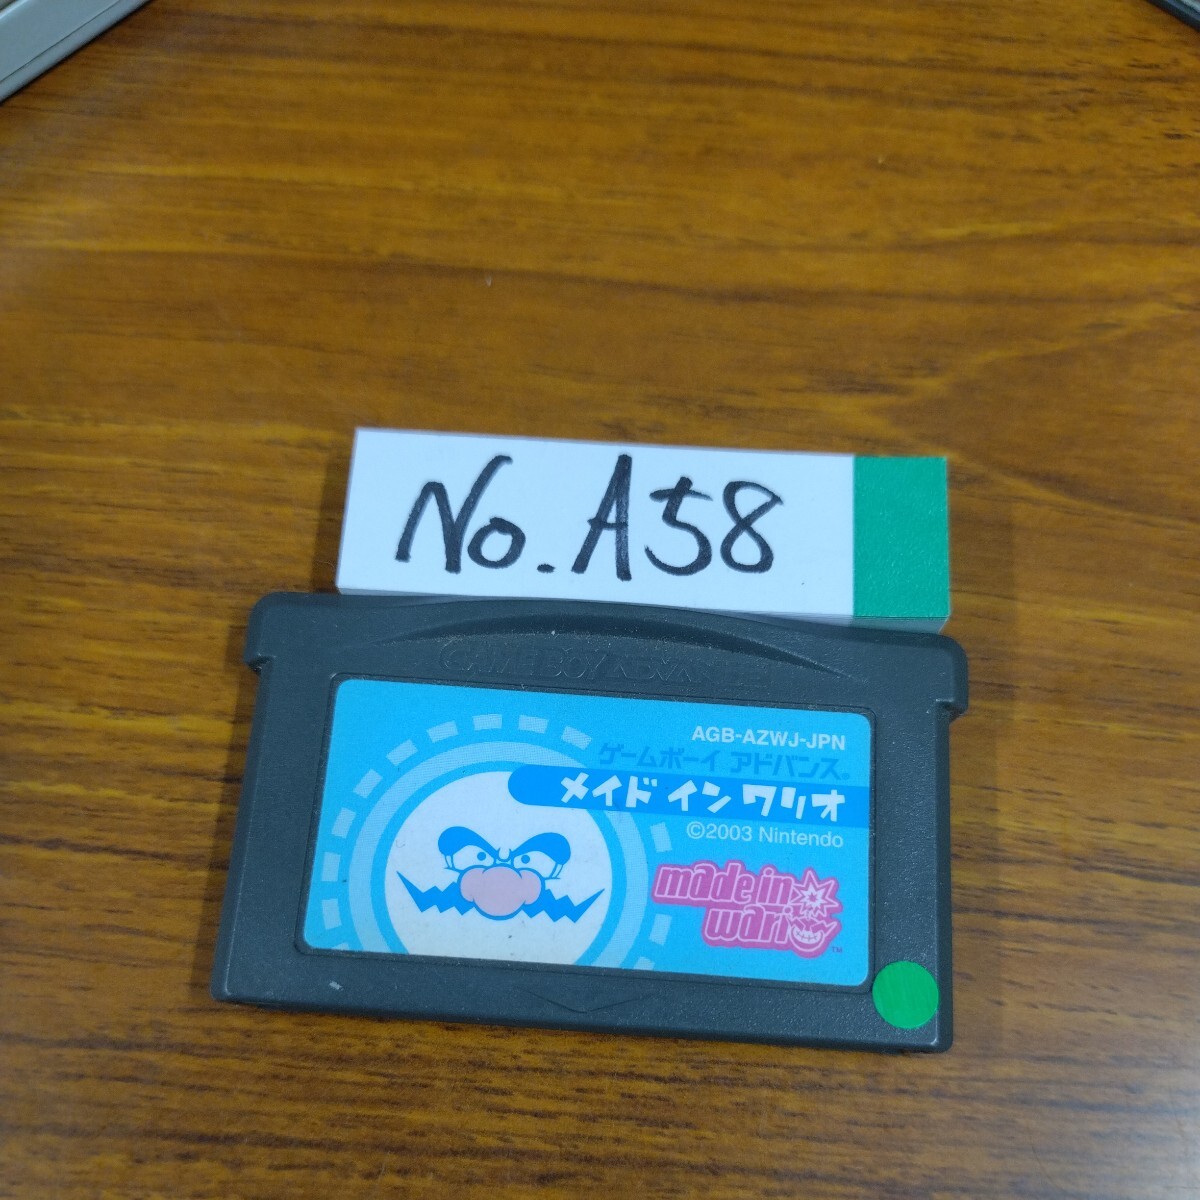 No.A58
GAME BOY ADVANCE
AGB-AZWJ-JPN
ゲームボーイ アドバンス®
メイド イン ワリオ
©2003 Nintendo
made in
wario™